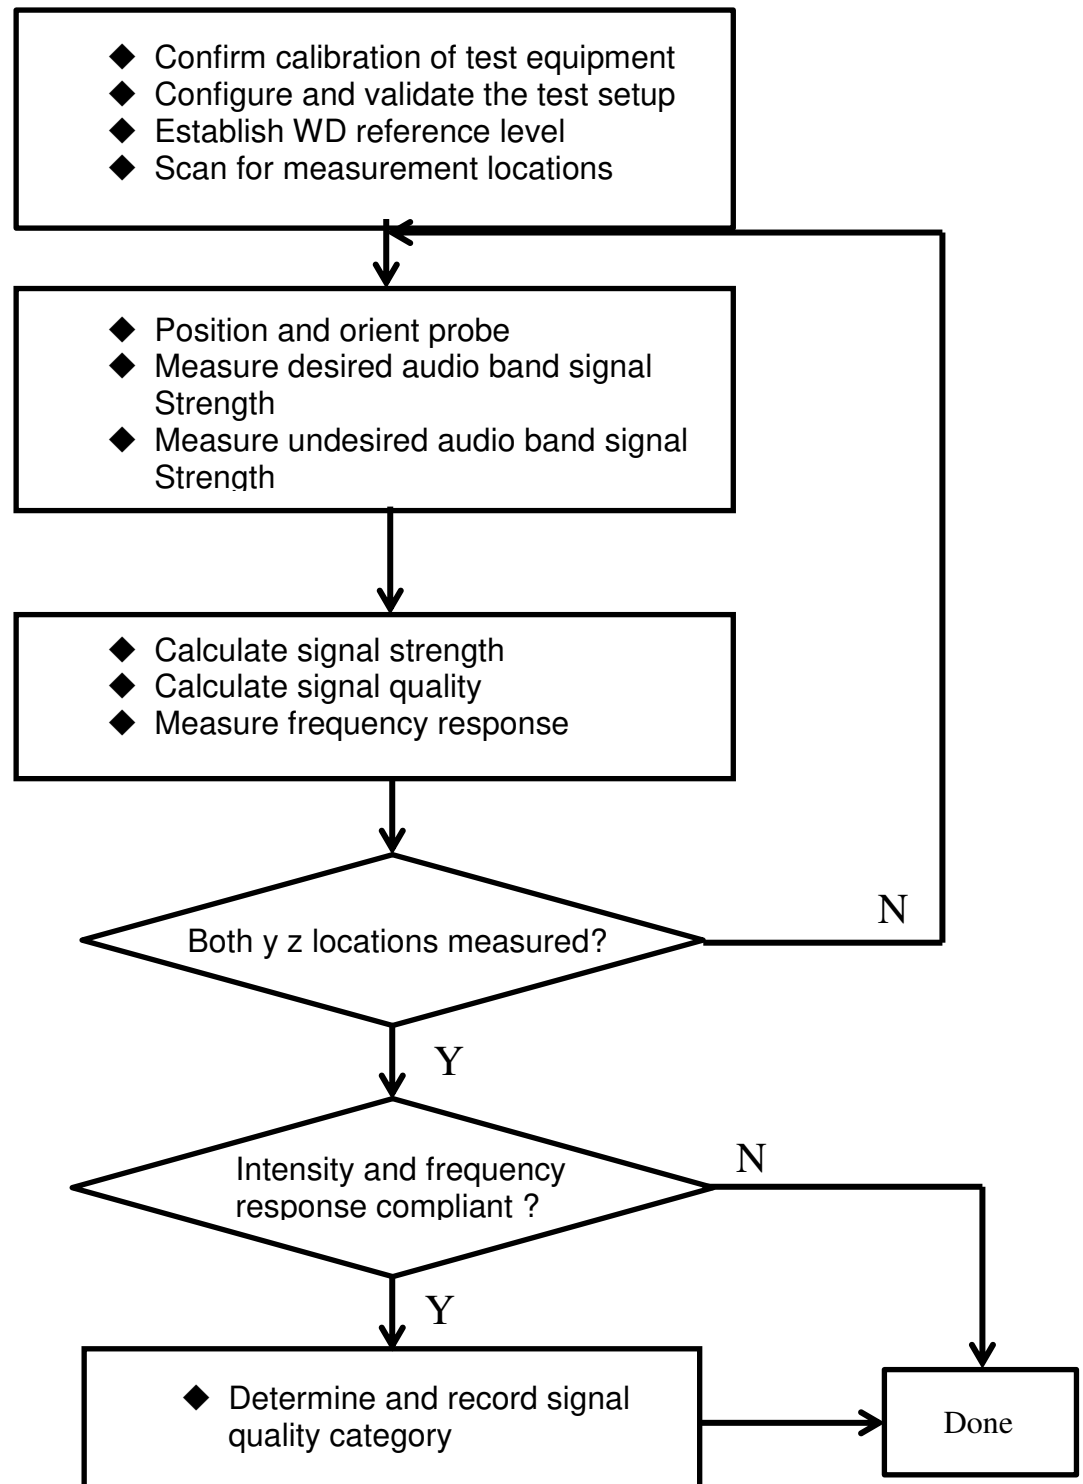 ◆ Confirm calibration of test equipment
◆ Configure and validate the test setup
◆ Establish WD reference level
◆ Scan for measurement locations
◆ Position and orient probe
◆ Measure desired audio band signal
Strength
◆ Measure undesired audio band signal
Strength
◆ Calculate signal strength
◆ Calculate signal quality
◆ Measure frequency response
Both y z locations measured?
N
Y
Intensity and frequency
response compliant ?
N
Y
◆ Determine and record signal
quality category
Done